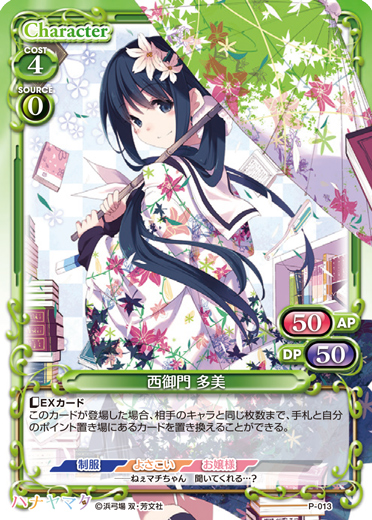 Character
COST
4
SOURCE
0
50 AP
DP 50
西御門 多美
EXカード
このカードが登場した場合、相手のキャラと同じ枚数まで、手札と自分
のポイント置き場にあるカードを置き換えることができる。
制服 よさこい お嬢様
――ねぇマチちゃん 聞いてくれる…?
ハナヤマタ
©浜弓場 双・芳文社
P-013